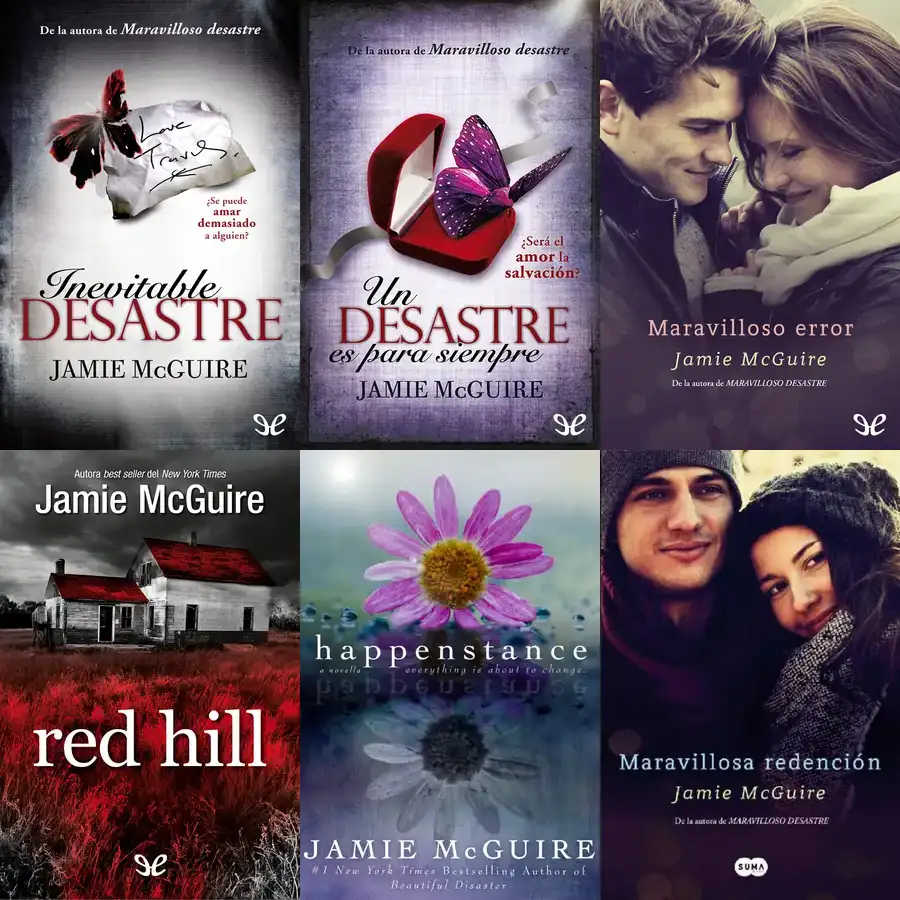 De la autora de Maravilloso desastre
Love
Travis
¿Se puede
amar
demasiado
a alguien?
Inevitable
DESASTRE
JAMIE McGUIRE
De la autora de Maravilloso desastre
¿Será el
amor la
salvación?
Un
DESASTRE
es para siempre
JAMIE McGUIRE
Maravilloso error
Jamie McGuire
De la autora de MARAVILLOSO DESASTRE
Autora best seller del New York Times
Jamie McGuire
red hill
happenstance
a novella
everything is about to change.
happenstance
JAMIE McGUIRE
#1 New York Times Bestselling Author of
Beautiful Disaster
Maravillosa redención
Jamie McGuire
De la autora de MARAVILLOSO DESASTRE
SUMA